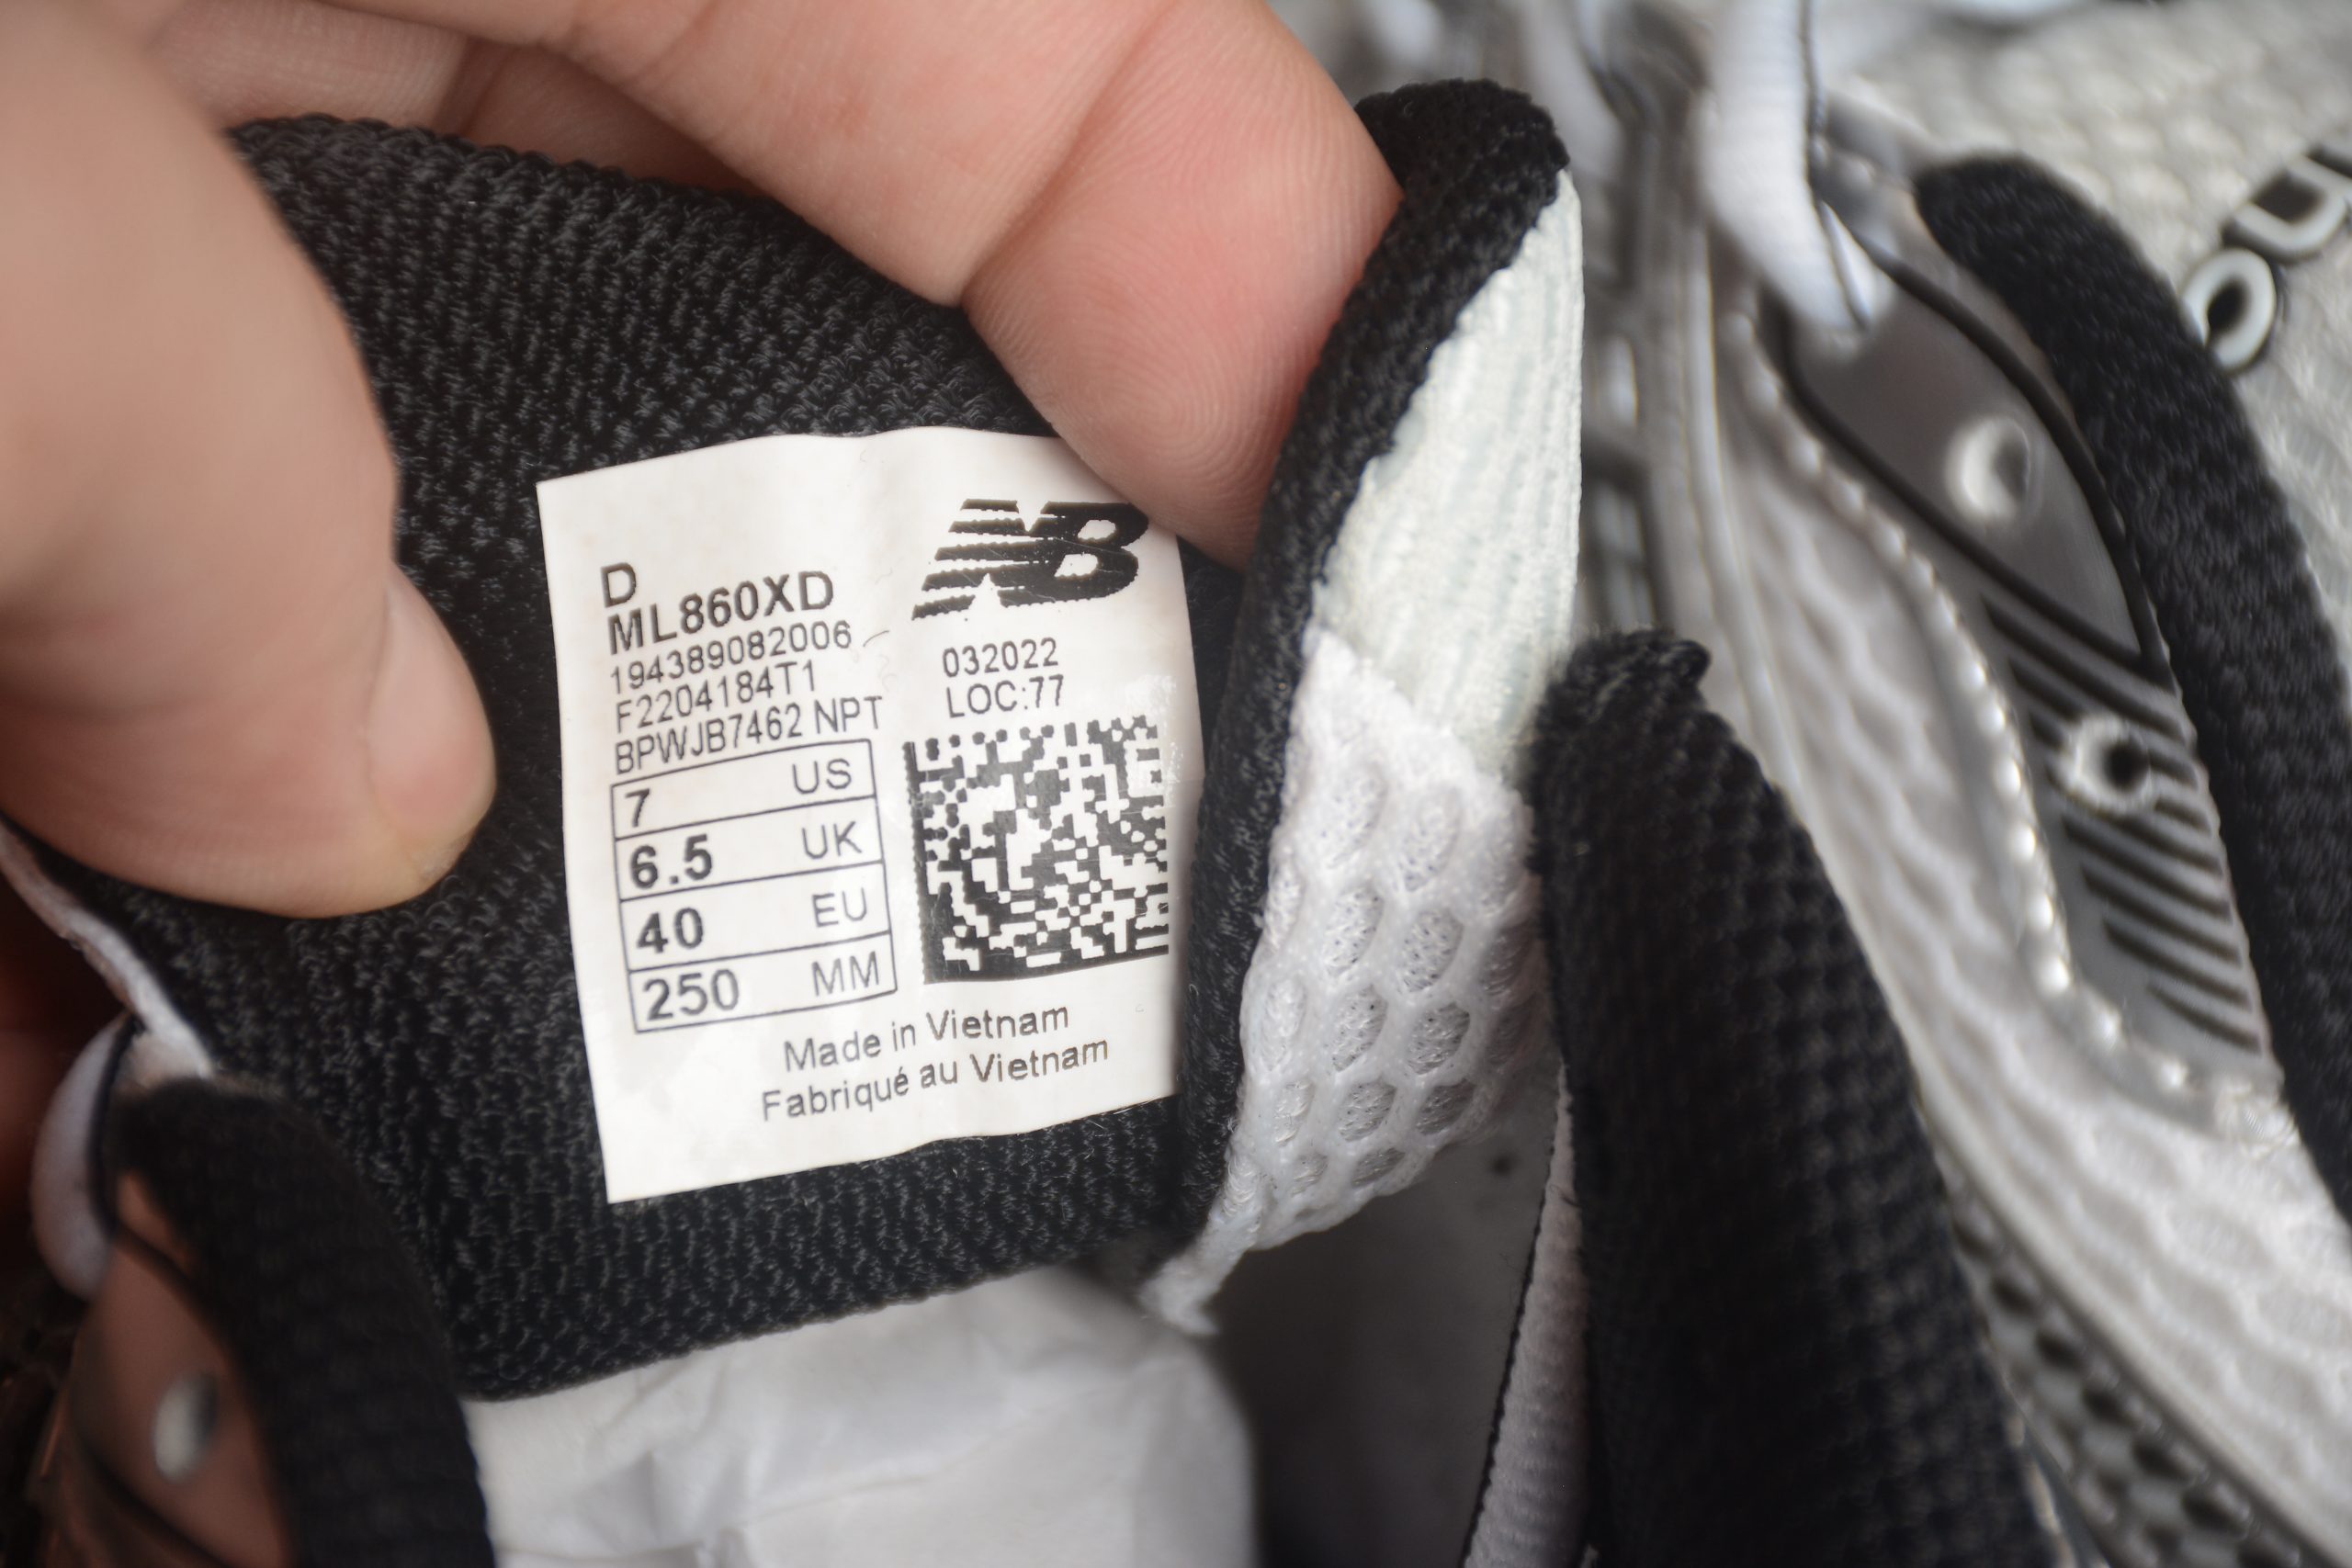 NB
D
ML860XD
194389082006
F2204184T1
BPWJB7462 NPT
032022
LOC:77
7 US
6.5 UK
40 EU
250 MM
Made in Vietnam
Fabriqué au Vietnam